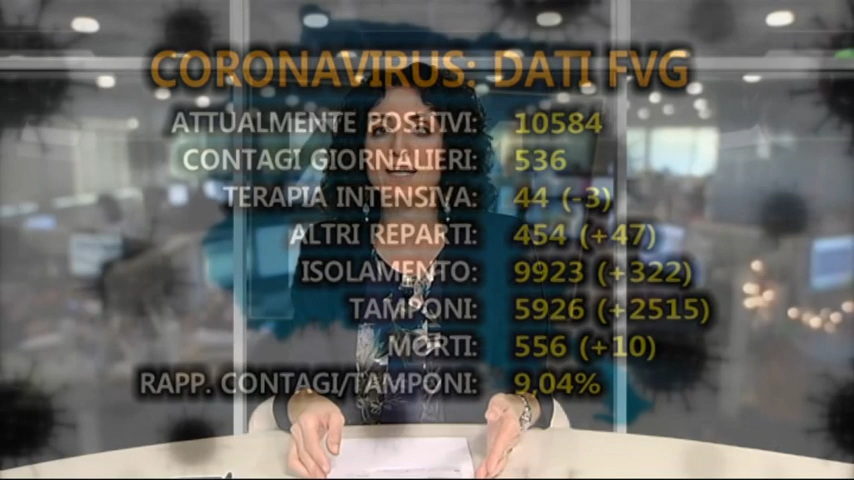 CORONAVIRUS: DATI FVG
ATTUALMENTE POSITIVI: 10584
CONTAGI GIORNALIERI: 536
TERAPIA INTENSIVA: 44 (-3)
ALTRI REPARTI: 454 (+47)
ISOLAMENTO: 9923 (+322)
TAMPONI: 5926 (+2515)
MORTI: 556 (+10)
RAPP. CONTAGI/TAMPONI: 9,04%